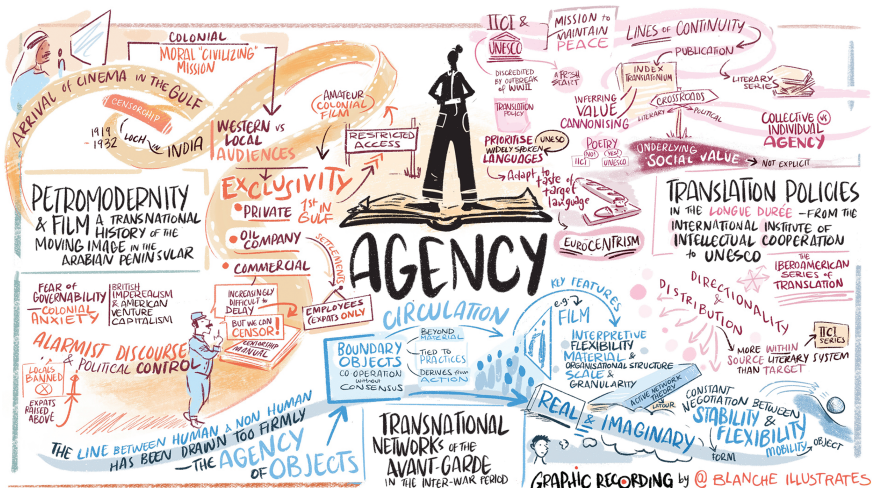 COLONIAL
MORAL "CIVILIZING"
MISSION
ARRIVAL OF CINEMA IN THE GULF
CENSORSHIP
1919
- 1932
LOCH IN INDIA
WESTERN vs
LOCAL
AUDIENCES
AMATEUR
COLONIAL
FILM
RESTRICTED
ACCESS
EXCLUSIVITY
PRIVATE 1ST IN
GULF
OIL
COMPANY
COMMERCIAL
SETTLEMENTS
EMPLOYEES
(EXPATS ONLY)
PETROMODERNITY
& FILM A TRANSNATIONAL
HISTORY OF THE
MOVING IMAGE IN THE
ARABIAN PENINSULAR
FEAR OF
GOVERNABILITY
COLONIAL
ANXIETY
BRITISH
IMPEREALISM
& AMERICAN
VENTURE
CAPITALISM
INCREASINGLY
DIFFICULT to
DELAY
BUT WE CAN
CENSOR!
CENSORSHIP
MANUAL
ALARMIST DISCOURSE
& POLITICAL CONTROL
LOCALS
BANNED
EXPATS
RAISED
ABOVE
THE LINE BETWEEN HUMAN & NON HUMAN
HAS BEEN DRAWN TOO FIRMLY
—THE AGENCY
OF OBJECTS
AGENCY
CIRCULATION
BOUNDARY
OBJECTS
CO OPERATION
without
CONSENSUS
BEYOND
MATERIAL
TIED TO
PRACTICES
DERIVES from
ACTION
KEY FEATURES
e.g.
FILM
INTERPRETIVE
FLEXIBILITY
MATERIAL &
ORGANISATIONAL STRUCTURE
SCALE &
GRANULARITY
TRANSNATIONAL
NETWORKS OF THE
AVANT-GARDE
IN THE INTER-WAR PERIOD
REAL
& IMAGINARY
ACTIVE NETWORK
THEORY
LATOUR
CONSTANT
NEGOTIATION BETWEEN
STABILITY &
FLEXIBILITY
MOBILITY
FORM
OBJECT
IICI &
UNESCO
MISSION to
MAINTAIN
PEACE
DISCREDITED
BY OUTBREAK
OF WWII
A FRESH
START
TRANSLATION
POLICY
PRIORITISE
WIDELY SPOKEN
LANGUAGES
UNESO
Adapt to taste of
target
language
LINES OF CONTINUITY
PUBLICATION
INDEX
TRANSLATINIUM
LITERARY
SERIES
INFERRING
VALUE
CANNONISING
CROSSROADS
LITERARY
POLITICAL
COLLECTIVE vs
INDIVIDUAL
AGENCY
POETRY
NOT
YES!
IICI
UNESCO
UNDERLYING
SOCIAL VALUE
NOT EXPLICIT
EUROCENTRISM
TRANSLATION POLICIES
IN THE LONGUE DURÉE — FROM THE
INTERNATIONAL INSTITUTE OF
INTELLECTUAL COOPERATION
to UNESCO
THE
IBEROAMERICAN
SERIES OF
TRANSLATION
DIRECTIONALITY
&
DISTRIBUTION
MORE WITHIN
SOURCE LITERARY SYSTEM
THAN TARGET
IICI
SERIES
GRAPHIC RECORDING by @ BLANCHE ILLUSTRATES